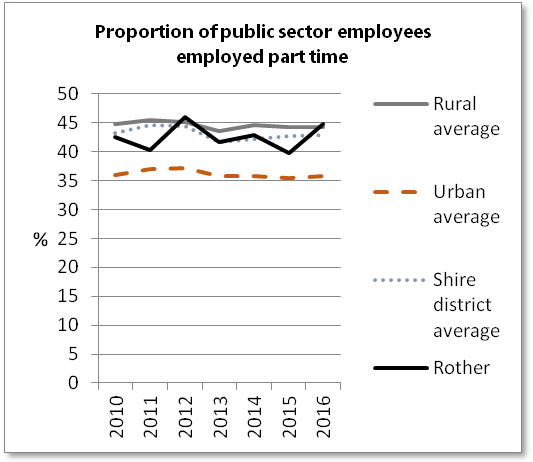 Proportion of public sector employees
employed part time
50
45
40
35
30
25
20
15
10
5
0
%
2010
2011
2012
2013
2014
2015
2016
Rural
average
Urban
average
Shire
district
average
Rother